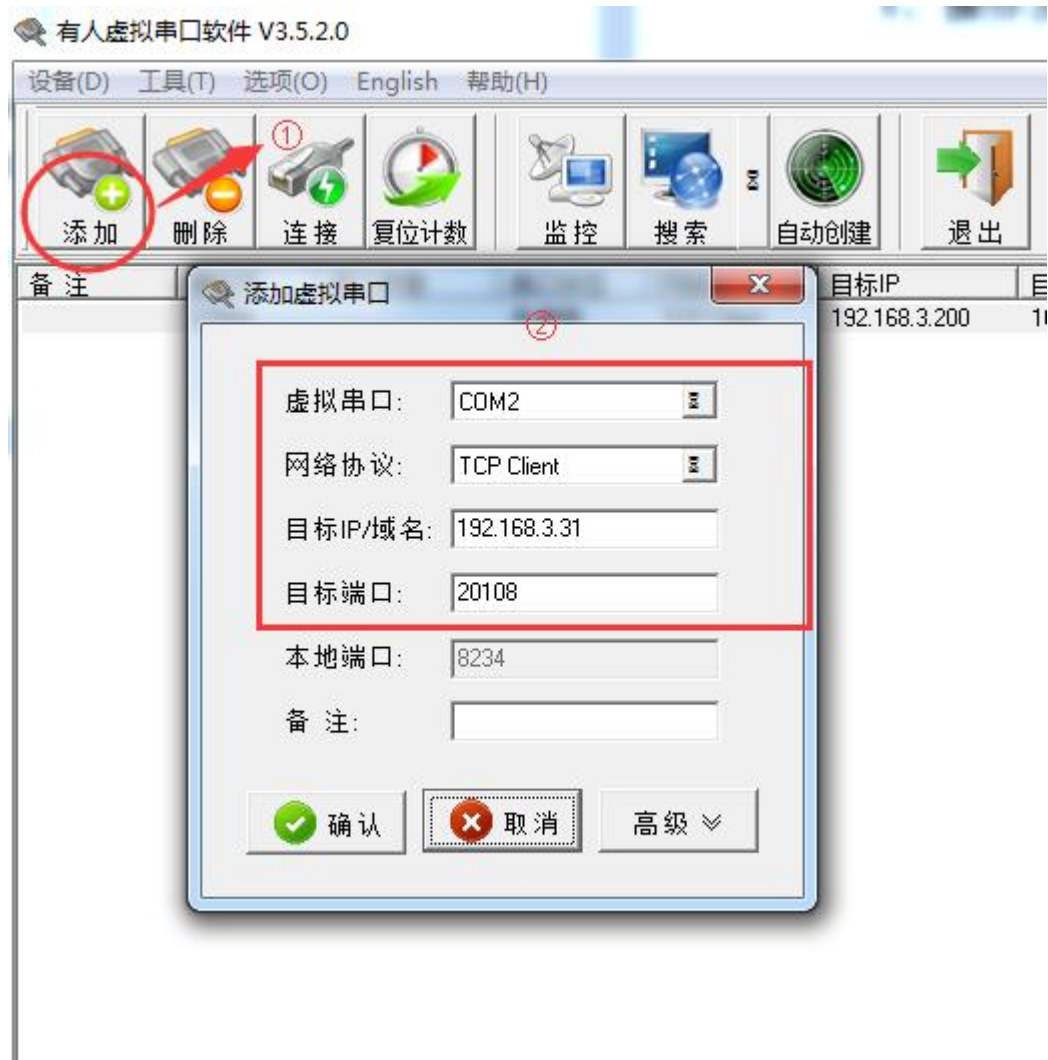 有人虚拟串口软件 V3.5.2.0
设备(D) 工具(T) 选项(O) English 帮助(H)
①
添加 删除 连接 复位计数 监控 搜索 自动创建 退出
备注 目标IP
192.168.3.200
添加虚拟串口
②
虚拟串口: COM2
网络协议: TCP Client
目标IP/域名: 192.168.3.31
目标端口: 20108
本地端口: 8234
备 注:
确认 取消 高级